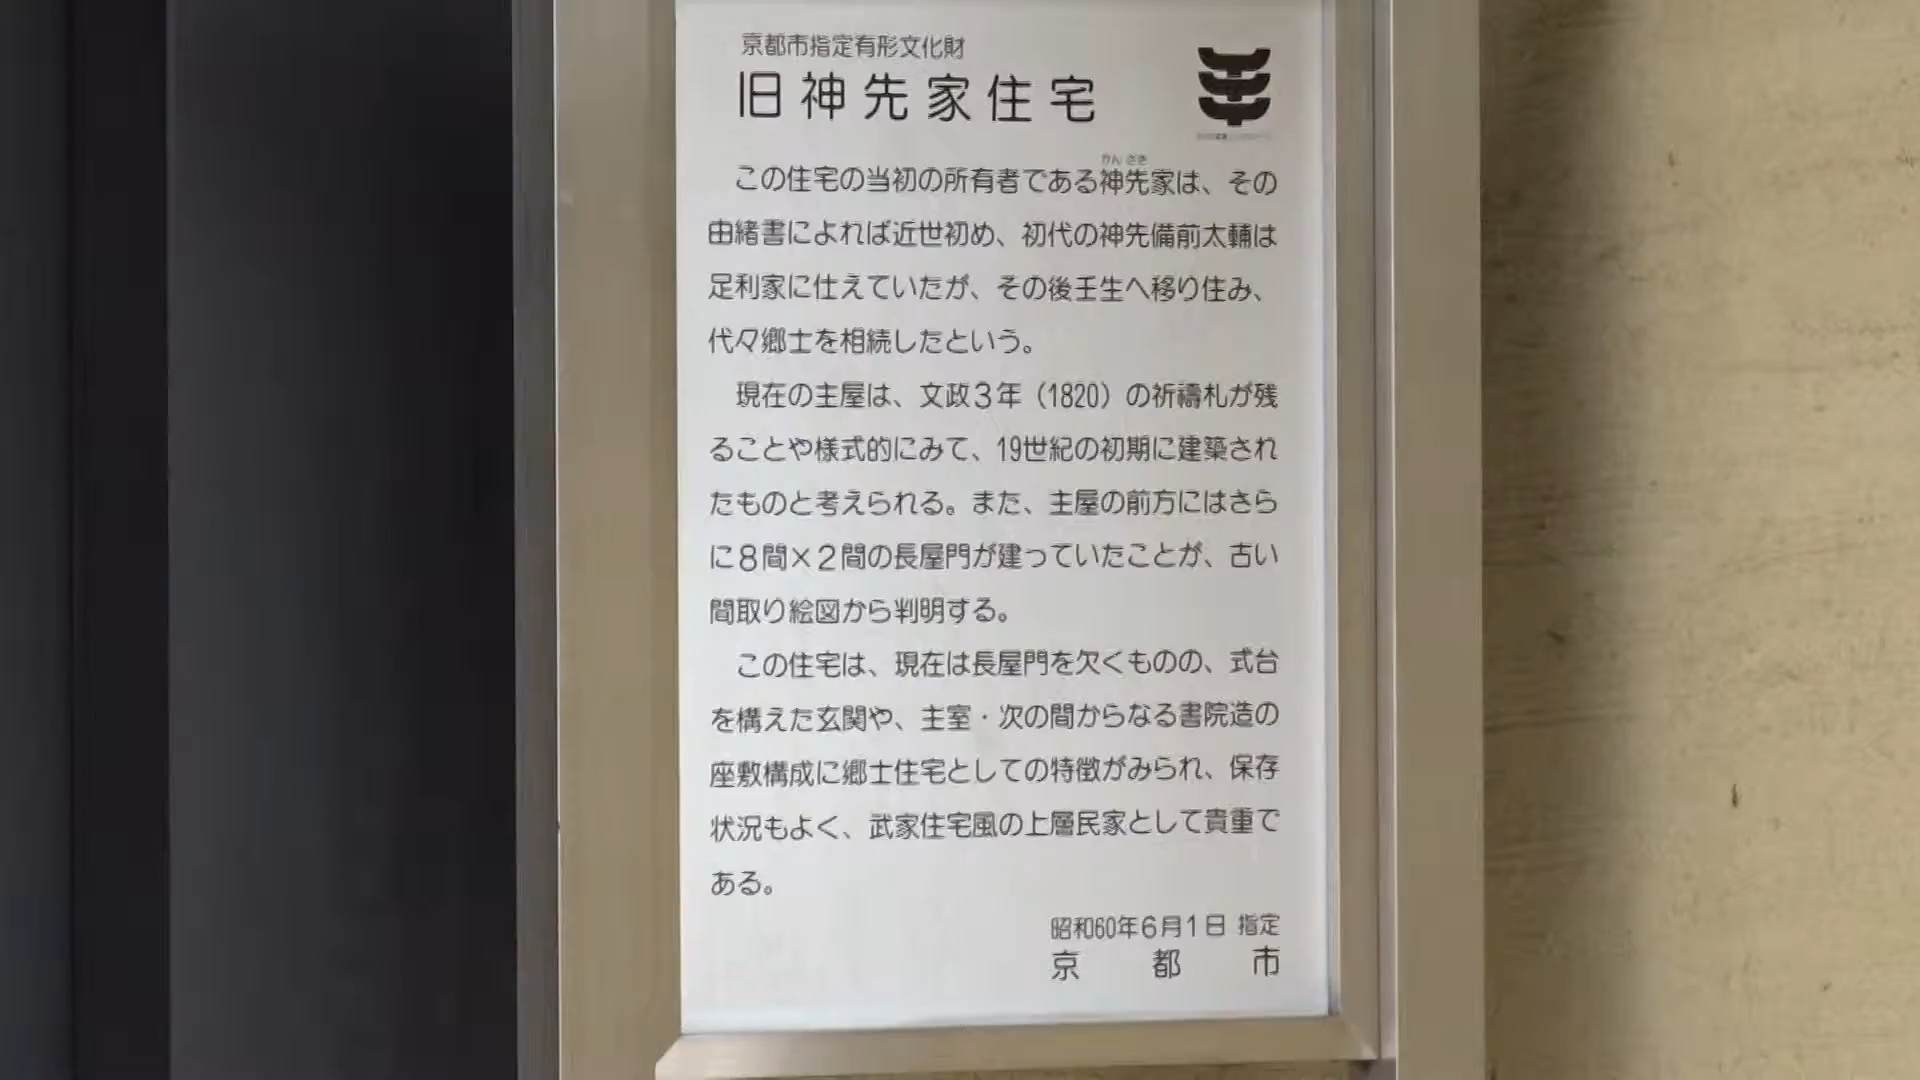 京都市指定有形文化財
旧神先家住宅
かんざき
この住宅の当初の所有者である神先家は、その
由緒書によれば近世初め、初代の神先備前太輔は
足利家に仕えていたが、その後壬生へ移り住み、
代々郷士を相続したという。
現在の主屋は、文政3年（1820）の祈禱札が残
ることや様式的にみて、19世紀の初期に建築され
たものと考えられる。また、主屋の前方にはさら
に8間×2間の長屋門が建っていたことが、古い
間取り絵図から判明する。
この住宅は、現在は長屋門を欠くものの、式台
を構えた玄関や、主室・次の間からなる書院造の
座敷構成に郷士住宅としての特徴がみられ、保存
状況もよく、武家住宅風の上層民家として貴重で
ある。
昭和60年6月1日 指定
京都市